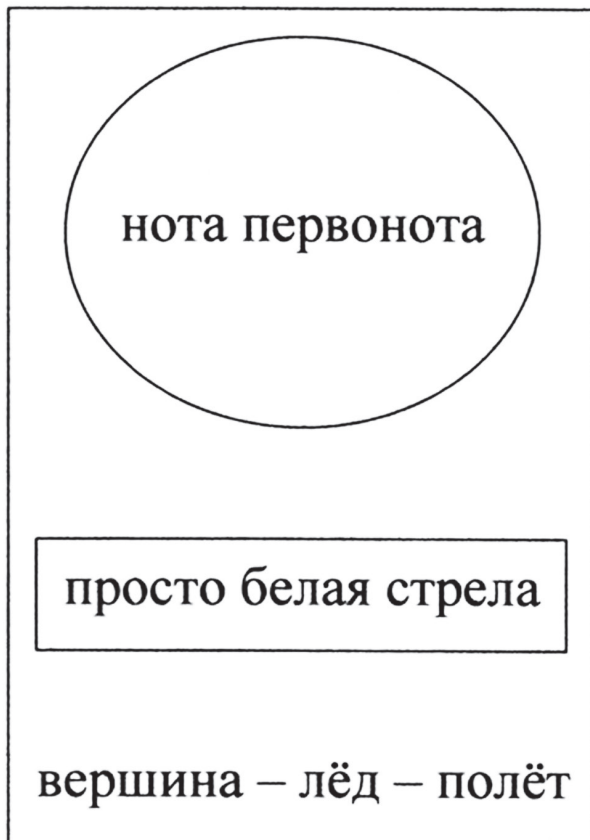 нота первонота
просто белая стрела
вершина – лёд – полёт